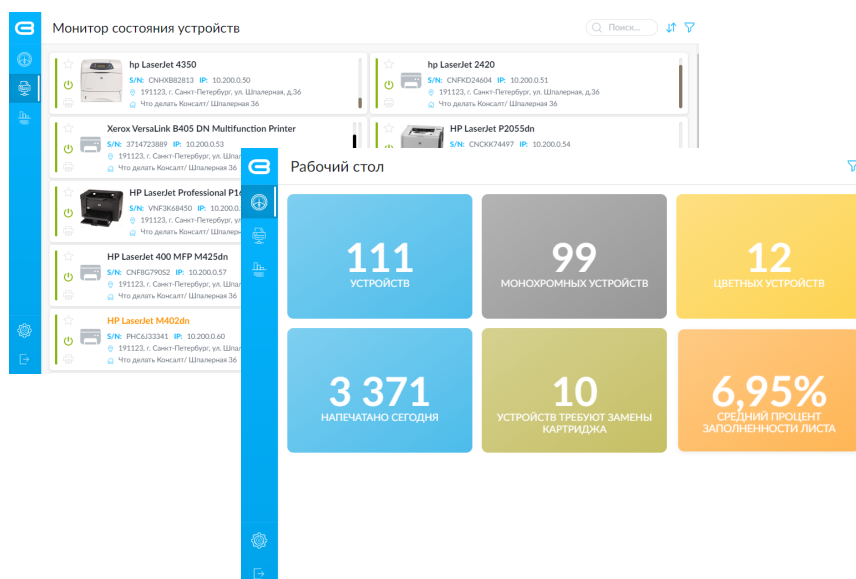 Монитор состояния устройств
Поиск...
hp LaserJet 4350
S/N: CNHXB82813 IP: 10.200.0.50
191123, г. Санкт-Петербург, ул. Шпалерная, д.36
Что делать Консалт/ Шпалерная 36
hp LaserJet 2420
S/N: CNFKD24604 IP: 10.200.0.51
191123, г. Санкт-Петербург, ул. Шпалерная, д.36
Что делать Консалт/ Шпалерная 36
Xerox VersaLink B405 DN Multifunction Printer
S/N: 3714723889 IP: 10.200.0.53
191123, г. Санкт-Петербург, ул. Шпал
Что делать Консалт/ Шпалерная 36
HP LaserJet P2055dn
S/N: CNCKK74497 IP: 10.200.0.54
HP LaserJet Professional P16
S/N: VNF3K68450 IP: 10.200.0.
191123, г. Санкт-Петербург, ул
Что делать Консалт/ Шпалерн
HP LaserJet 400 MFP M425dn
S/N: CNF8G790S2 IP: 10.200.0.57
191123, г. Санкт-Петербург, ул. Шпал
Что делать Консалт/ Шпалерная 36
HP LaserJet M402dn
S/N: PHC6J33341 IP: 10.200.0.60
191123, г. Санкт-Петербург, ул. Шпал
Что делать Консалт/ Шпалерная 36
Рабочий стол
111
УСТРОЙСТВ
99
МОНОХРОМНЫХ УСТРОЙСТВ
12
ЦВЕТНЫХ УСТРОЙСТВ
3 371
НАПЕЧАТАНО СЕГОДНЯ
10
УСТРОЙСТВ ТРЕБУЮТ ЗАМЕНЫ
КАРТРИДЖА
6,95%
СРЕДНИЙ ПРОЦЕНТ
ЗАПОЛНЕННОСТИ ЛИСТА